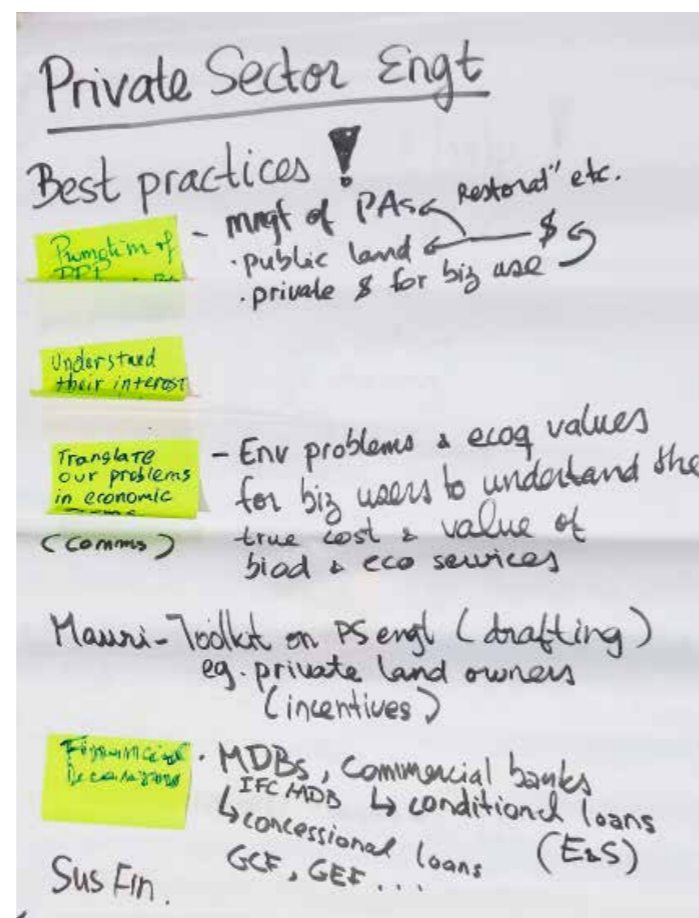 Private Sector Engt
Best practices !
Promotion of
- mngt of PAs Restorat° etc.
· public land $
· private $ for biz use
Understand
their interest
Translate
our problems
in economic
(Comms)
- Env problems & ecoq values
for biz users to understand the
true cost & value of
biod & eco services
Mauri-Toolkit on PS engt (drafting)
eg. private land owners
(incentives)
Financial
· MDBs, Commercial banks
IFC
↳ conditional loans
↳ concessional loans
(E&S)
GCF, GEF ...
Sus Fin.